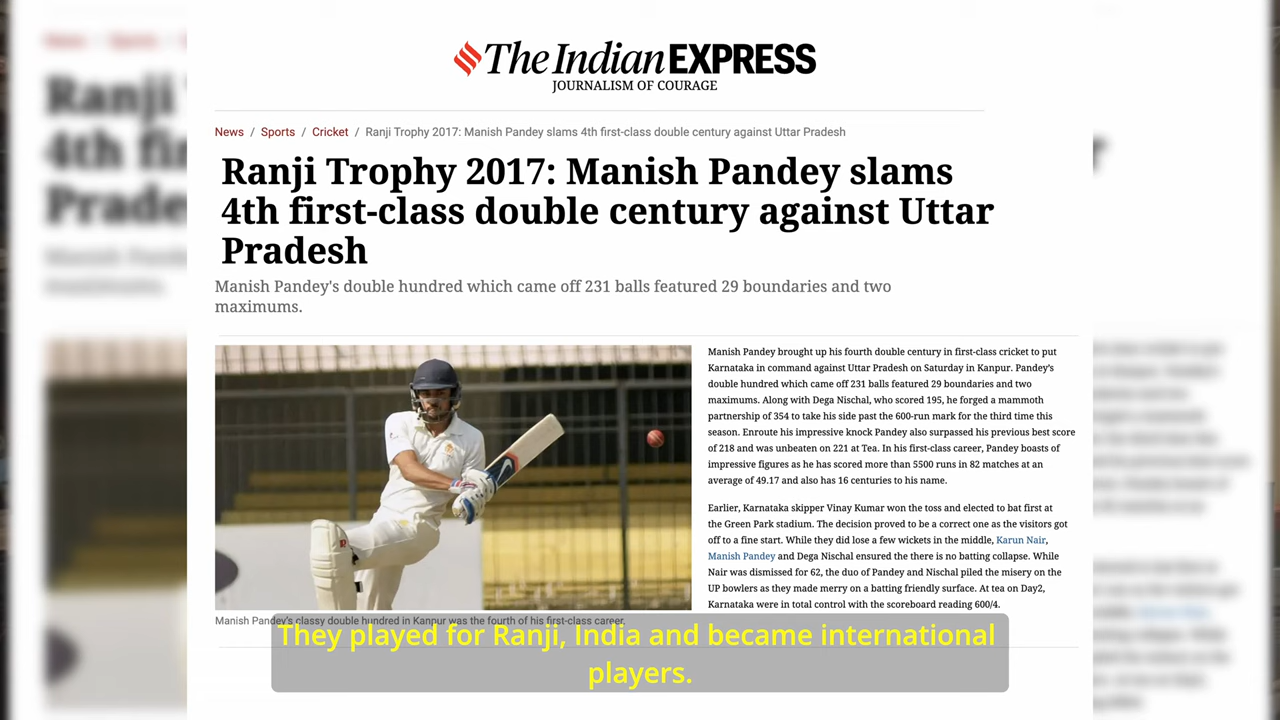 The Indian EXPRESS
JOURNALISM OF COURAGE
News / Sports / Cricket / Ranji Trophy 2017: Manish Pandey slams 4th first-class double century against Uttar Pradesh
Ranji Trophy 2017: Manish Pandey slams
4th first-class double century against Uttar
Pradesh
Manish Pandey's double hundred which came off 231 balls featured 29 boundaries and two
maximums.
Manish Pandey brought up his fourth double century in first-class cricket to put
Karnataka in command against Uttar Pradesh on Saturday in Kanpur. Pandey's
double hundred which came off 231 balls featured 29 boundaries and two
maximums. Along with Dega Nischal, who scored 195, he forged a mammoth
partnership of 354 to take his side past the 600-run mark for the third time this
season. Enroute his impressive knock Pandey also surpassed his previous best score
of 218 and was unbeaten on 221 at Tea. In his first-class career, Pandey boasts of
impressive figures as he has scored more than 5500 runs in 82 matches at an
average of 49.17 and also has 16 centuries to his name.
Earlier, Karnataka skipper Vinay Kumar won the toss and elected to bat first at
the Green Park stadium. The decision proved to be a correct one as the visitors got
off to a fine start. While they did lose a few wickets in the middle, Karun Nair,
Manish Pandey and Dega Nischal ensured the there is no batting collapse. While
Nair was dismissed for 62, the duo of Pandey and Nischal piled the misery on the
UP bowlers as they made merry on a batting friendly surface. At tea on Day2,
Karnataka were in total control with the scoreboard reading 600/4.
Manish Pandey's classy double hundred in Kanpur was the fourth of his first-class career.
They played for Ranji, India and became international
players.